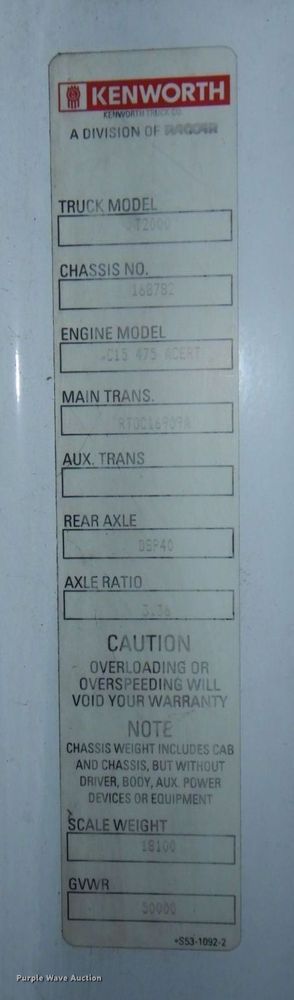 KENWORTH
KENWORTH TRUCK CO.
A DIVISION OF PACCAR
TRUCK MODEL
T2000
CHASSIS NO.
168782
ENGINE MODEL
C15 475 ACERT
MAIN TRANS.
AUX. TRANS
REAR AXLE
DSP40
AXLE RATIO
3.36
CAUTION
OVERLOADING OR
OVERSPEEDING WILL
VOID YOUR WARRANTY
NOTE
CHASSIS WEIGHT INCLUDES CAB
AND CHASSIS, BUT WITHOUT
DRIVER, BODY, AUX. POWER
DEVICES OR EQUIPMENT
SCALE WEIGHT
18100
GVWR
50000
+S53-1092-2
Purple Wave Auction